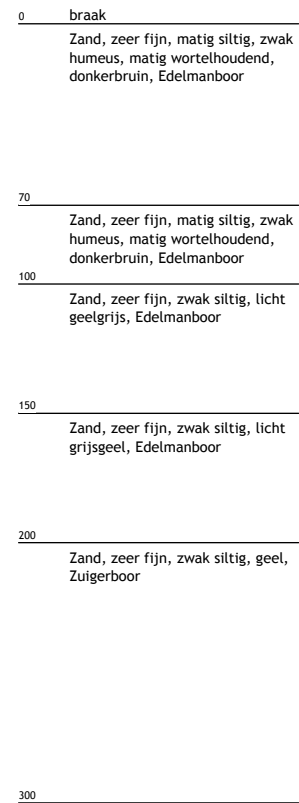 0 braak
Zand, zeer fijn, matig siltig, zwak
humeus, matig wortelhoudend,
donkerbruin, Edelmanboor
70
Zand, zeer fijn, matig siltig, zwak
humeus, matig wortelhoudend,
donkerbruin, Edelmanboor
100
Zand, zeer fijn, zwak siltig, licht
geelgrijs, Edelmanboor
150
Zand, zeer fijn, zwak siltig, licht
grijsgeel, Edelmanboor
200
Zand, zeer fijn, zwak siltig, geel,
Zuigerboor
300